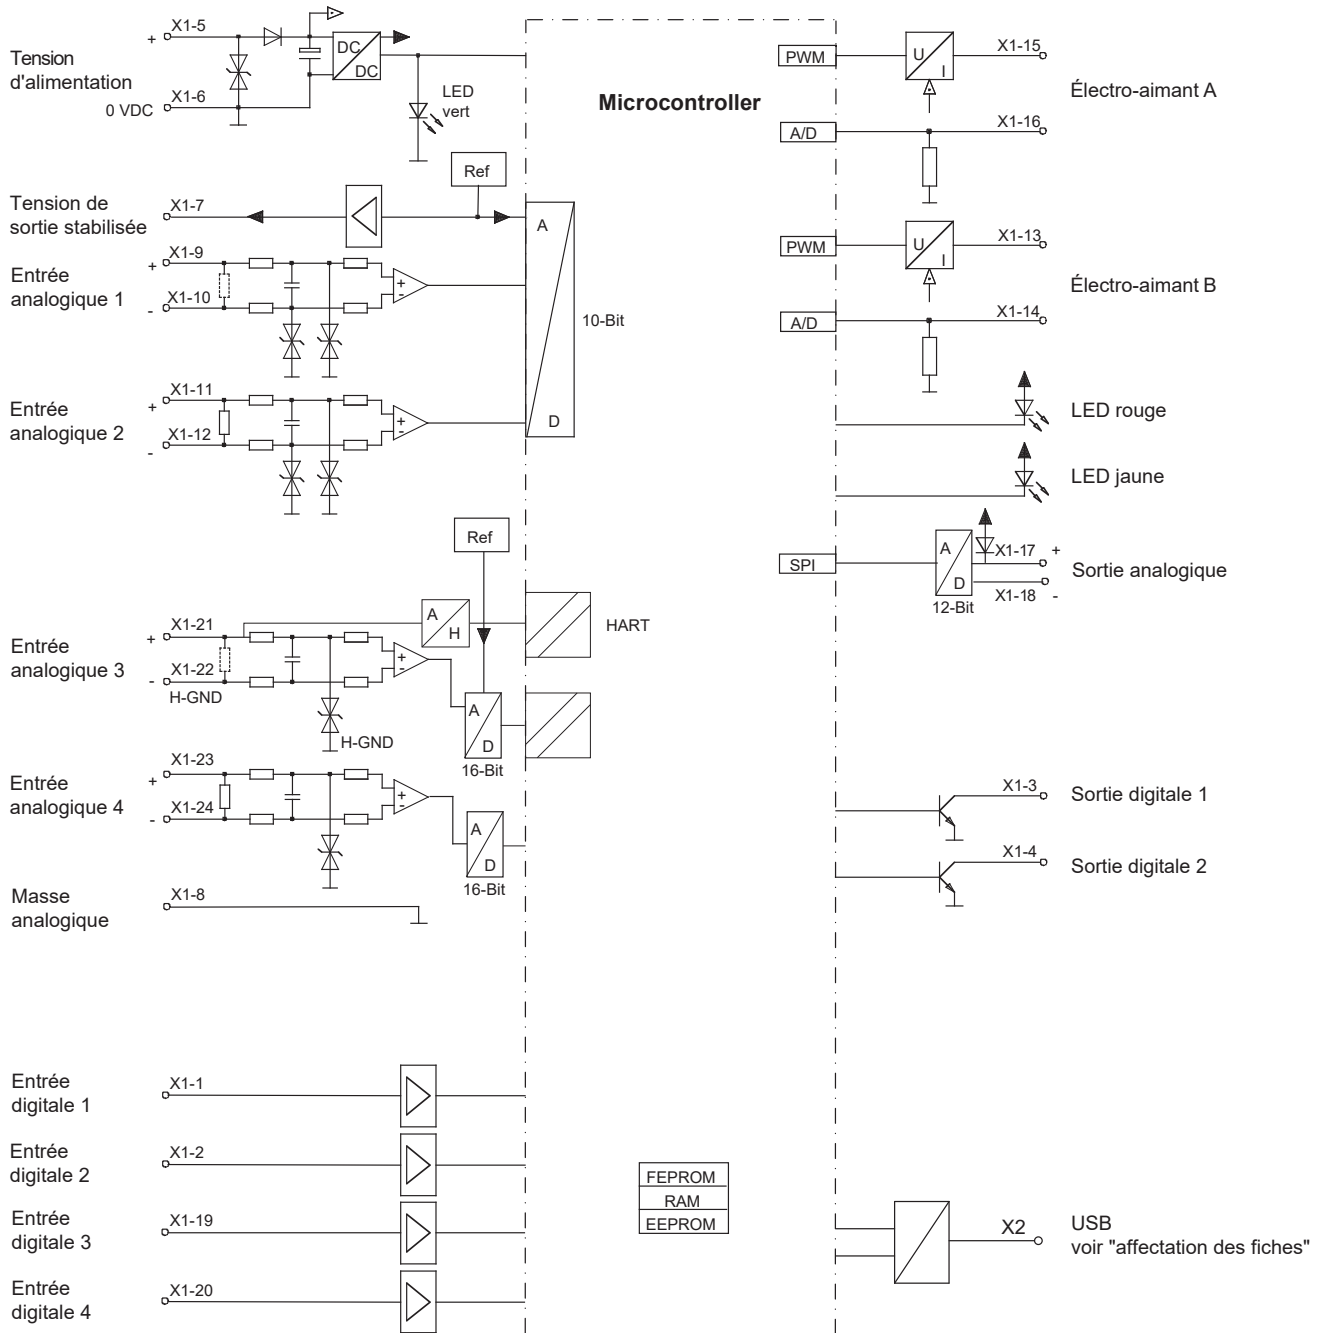 Tension
d'alimentation
+
X1-5
DC
DC
LED
vert
0 VDC
X1-6
Microcontroller
PWM
U
I
X1-15
Électro-aimant A
A/D
X1-16
Tension de
sortie stabilisée
X1-7
Ref
Entrée
analogique 1
+
X1-9
-
X1-10
+
-
A
D
10-Bit
PWM
U
I
X1-13
Électro-aimant B
A/D
X1-14
Entrée
analogique 2
+
X1-11
-
X1-12
+
-
LED rouge
LED jaune
Ref
SPI
A
D
12-Bit
X1-17
+
X1-18
-
Sortie analogique
Entrée
analogique 3
+
X1-21
-
X1-22
H-GND
+
-
A
H
HART
H-GND
A
D
16-Bit
Entrée
analogique 4
+
X1-23
-
X1-24
+
-
A
D
16-Bit
X1-3
Sortie digitale 1
X1-4
Sortie digitale 2
Masse
analogique
X1-8
Entrée
digitale 1
X1-1
Entrée
digitale 2
X1-2
Entrée
digitale 3
X1-19
Entrée
digitale 4
X1-20
FEPROM
RAM
EEPROM
X2
USB
voir "affectation des fiches"